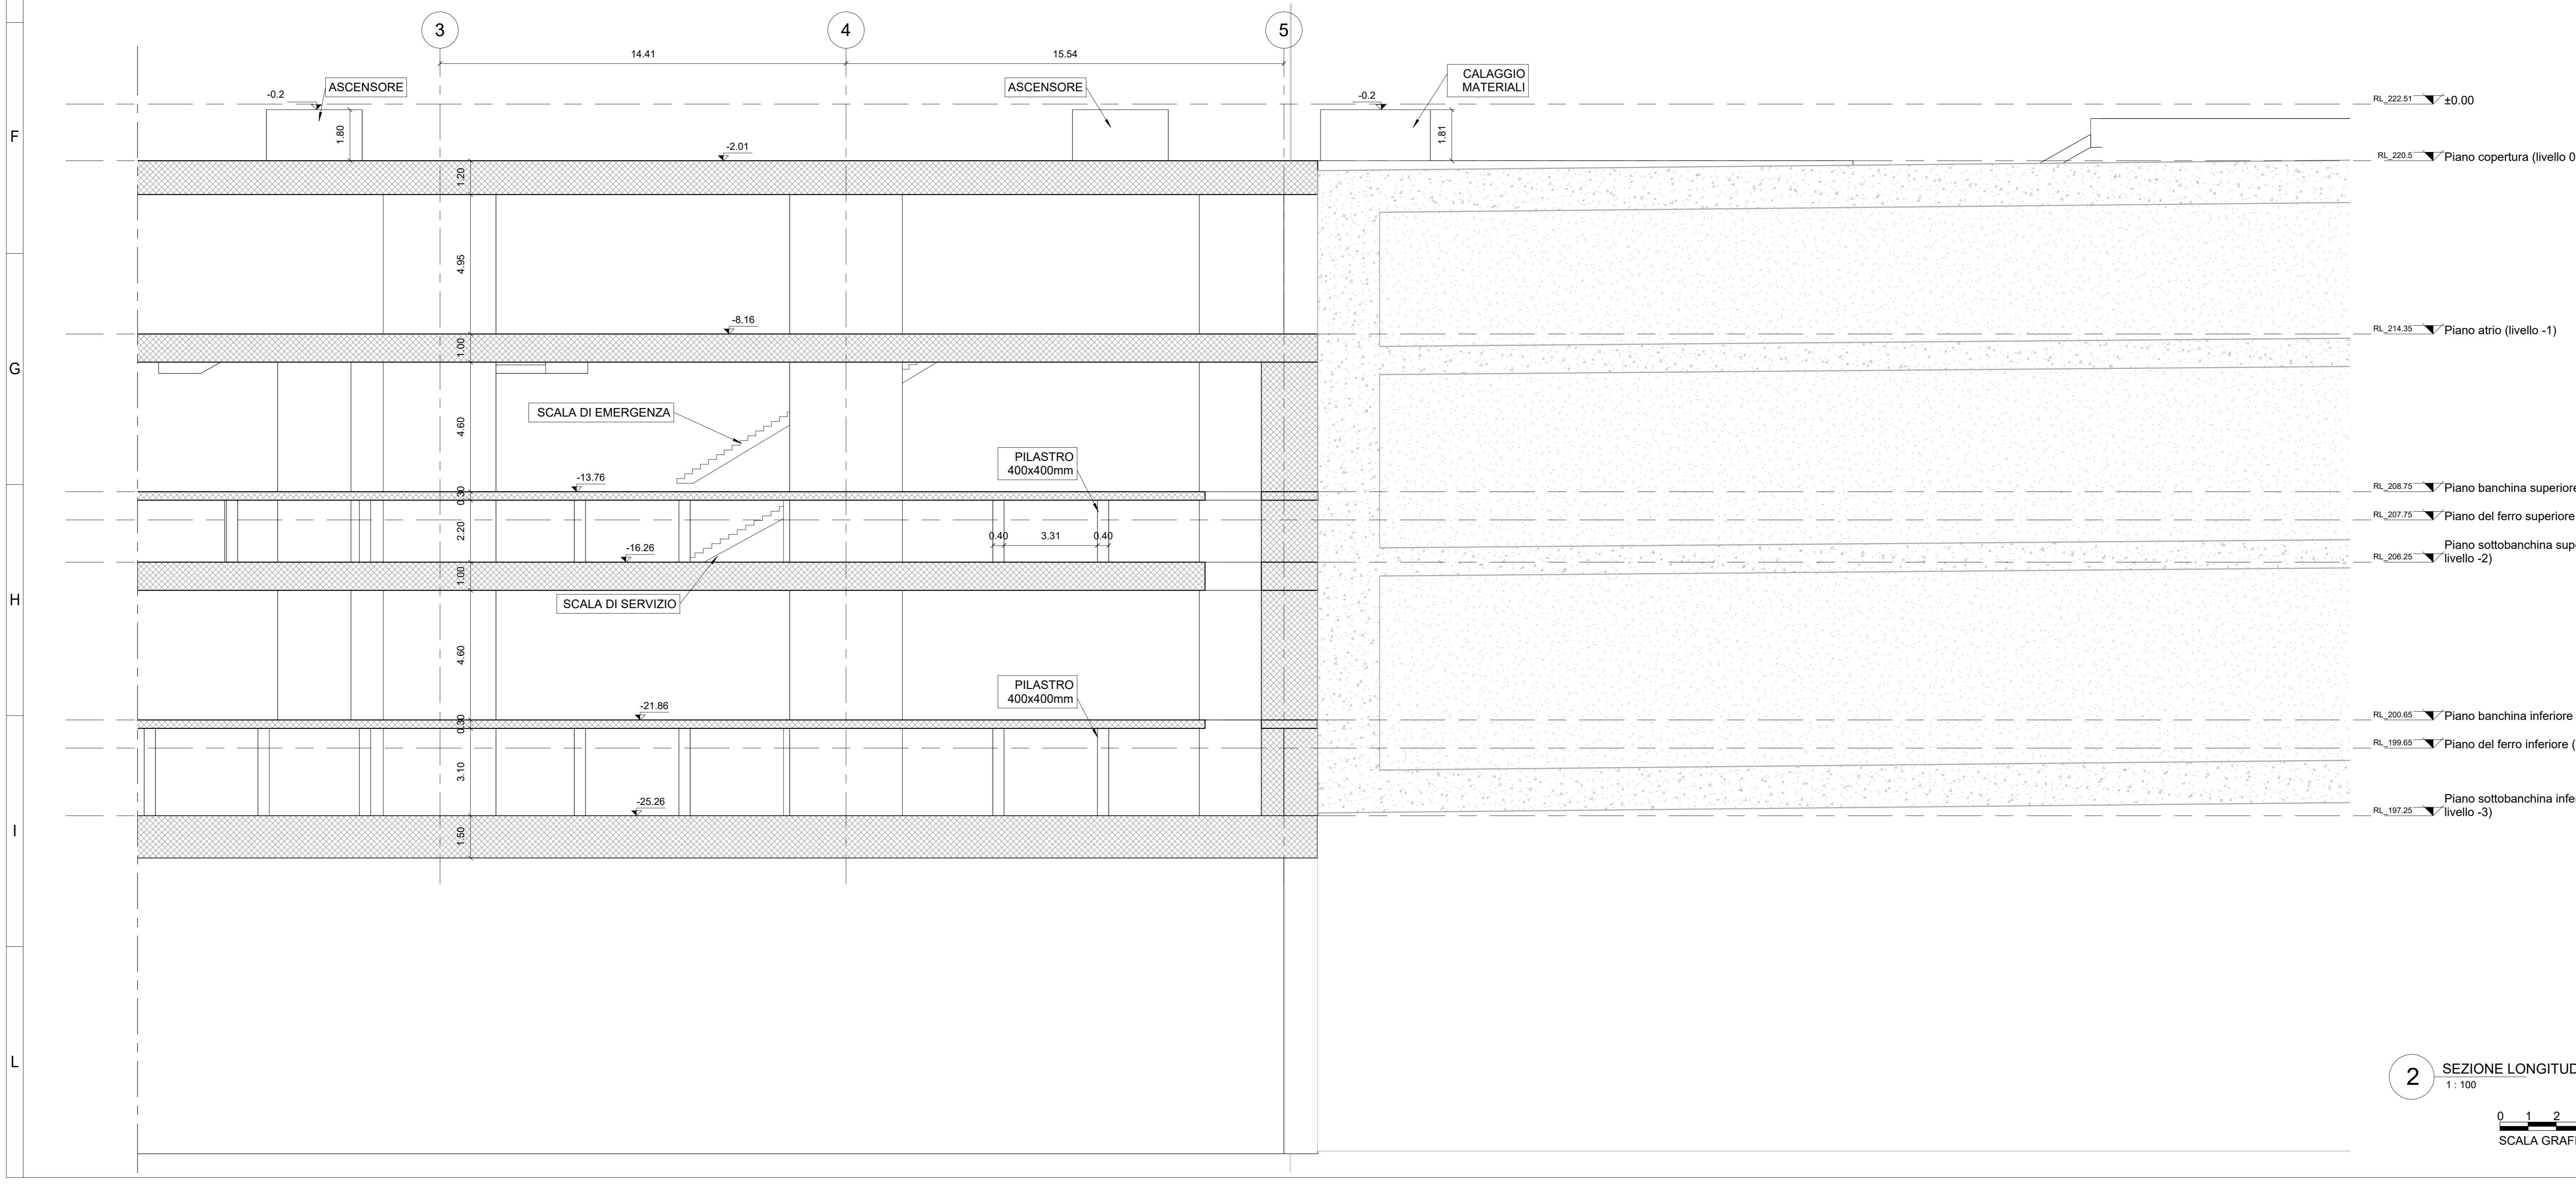 3
4
5
14.41
15.54
ASCENSORE
ASCENSORE
CALAGGIO
MATERIALI
-0.2
-0.2
RL_222.51
±0.00
F
1.80
1.81
-2.01
RL_220.5
Piano copertura (livello 0
1.20
4.95
-8.16
RL_214.35
Piano atrio (livello -1)
1.00
G
SCALA DI EMERGENZA
4.60
PILASTRO
400x400mm
-13.76
RL_208.75
Piano banchina superiore
0.30
RL_207.75
Piano del ferro superiore
2.20
0.40
3.31
0.40
-16.26
Piano sottobanchina sup
RL_206.25
livello -2)
1.00
H
SCALA DI SERVIZIO
4.60
PILASTRO
400x400mm
-21.86
RL_200.65
Piano banchina inferiore
0.30
RL_199.65
Piano del ferro inferiore (
3.10
-25.26
Piano sottobanchina infe
RL_197.25
livello -3)
I
1.50
L
2
SEZIONE LONGITUD
1 : 100
0 1 2
SCALA GRAF